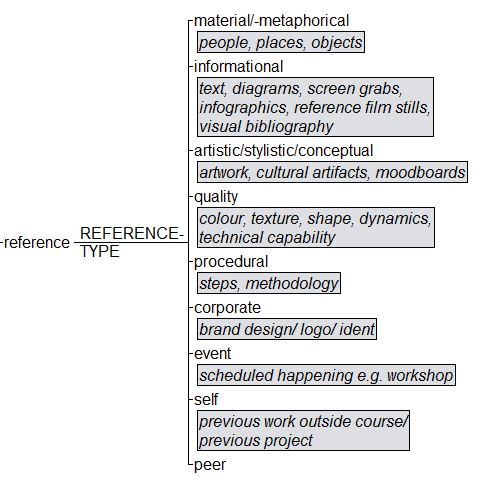 material/-metaphorical
people, places, objects
informational
text, diagrams, screen grabs,
infographics, reference film stills,
visual bibliography
artistic/stylistic/conceptual
artwork, cultural artifacts, moodboards
quality
colour, texture, shape, dynamics,
technical capability
reference
REFERENCE-
TYPE
procedural
steps, methodology
corporate
brand design/ logo/ ident
event
scheduled happening e.g. workshop
self
previous work outside course/
previous project
peer